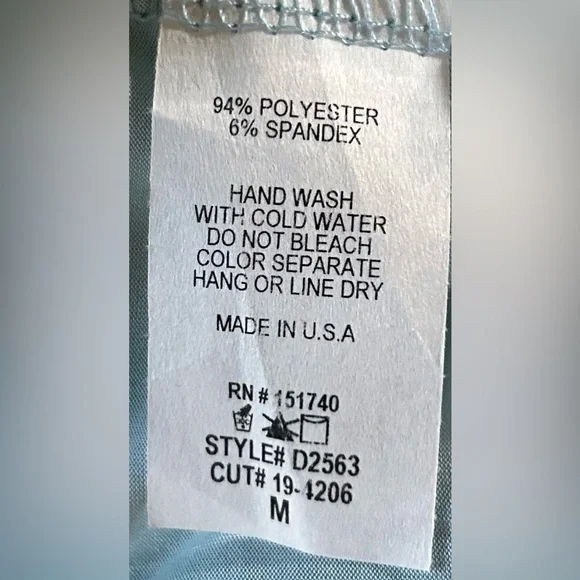 94% POLYESTER
6% SPANDEX
HAND WASH
WITH COLD WATER
DO NOT BLEACH
COLOR SEPARATE
HANG OR LINE DRY
MADE IN U.S.A
RN # 151740
STYLE# D2563
CUT# 19-4206
M